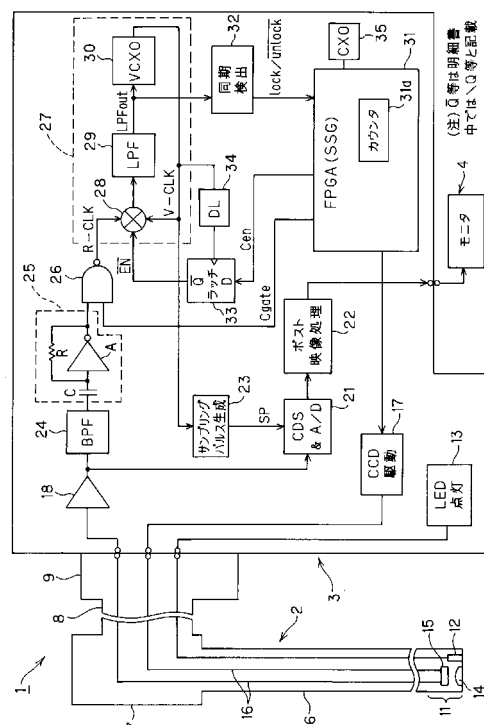 1
2
3
4
6
7
8
9
11
12
13
14
15
16
17
CCD
駆動
LED
点灯
18
24
BPF
25
C
R
A
26
R-CLK
27
28
29
LPF
LPFout
30
VCXO
V-CLK
32
同期
検出
lock/unlock
34
DL
33
Q̅
ラッチ
D
E̅N̅
Cen
Cgate
23
サンプリング
パルス生成
SP
21
CDS
& A/D
22
ポスト
映像処理
31
FPGA(SSG)
カウンタ
31a
CXO
35
モニタ
(注)Q̅等は明細書
中では\Q等と記載